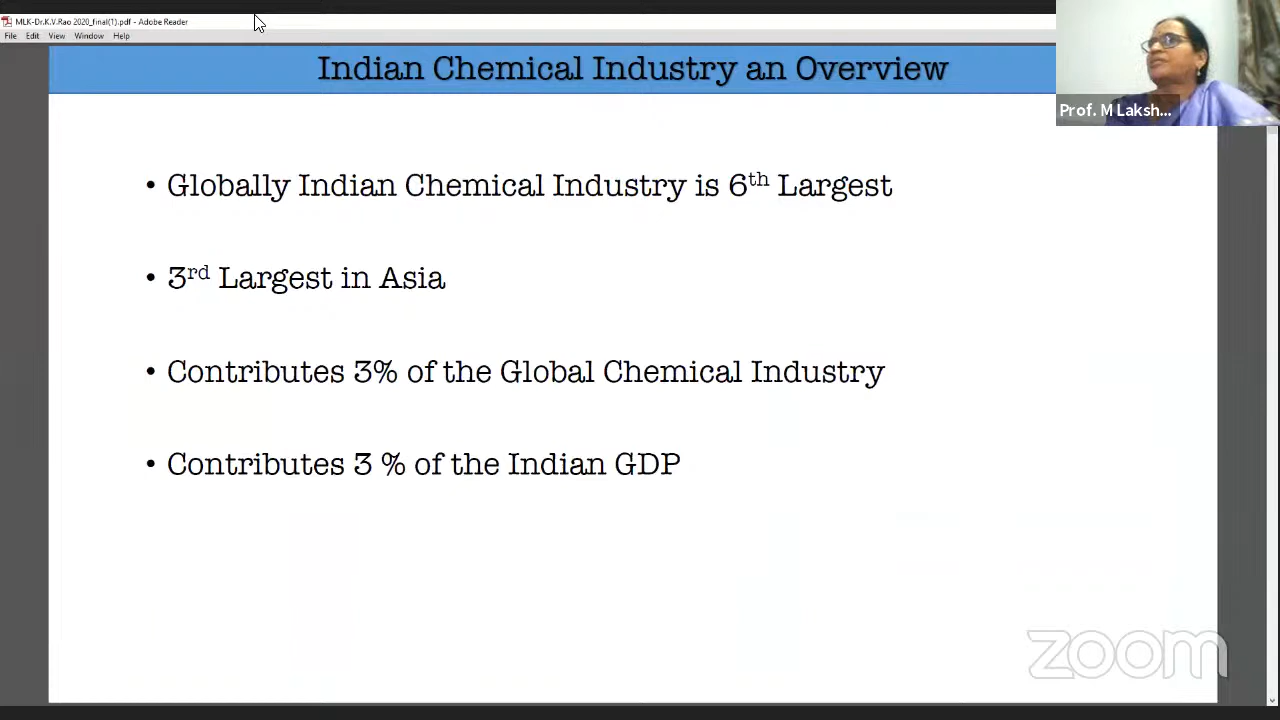 MLK-Dr.K.V.Rao 2020_final(1).pdf - Adobe Reader
File Edit View Window Help
Indian Chemical Industry an Overview
Prof. M Laksh...
• Globally Indian Chemical Industry is 6th Largest
• 3rd Largest in Asia
• Contributes 3% of the Global Chemical Industry
• Contributes 3 % of the Indian GDP
zoom